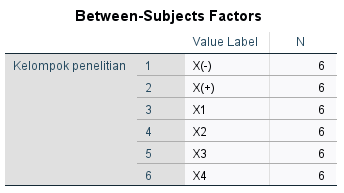 Between-Subjects Factors
Value Label N
Kelompok penelitian 1 X(-) 6
2 X(+) 6
3 X1 6
4 X2 6
5 X3 6
6 X4 6